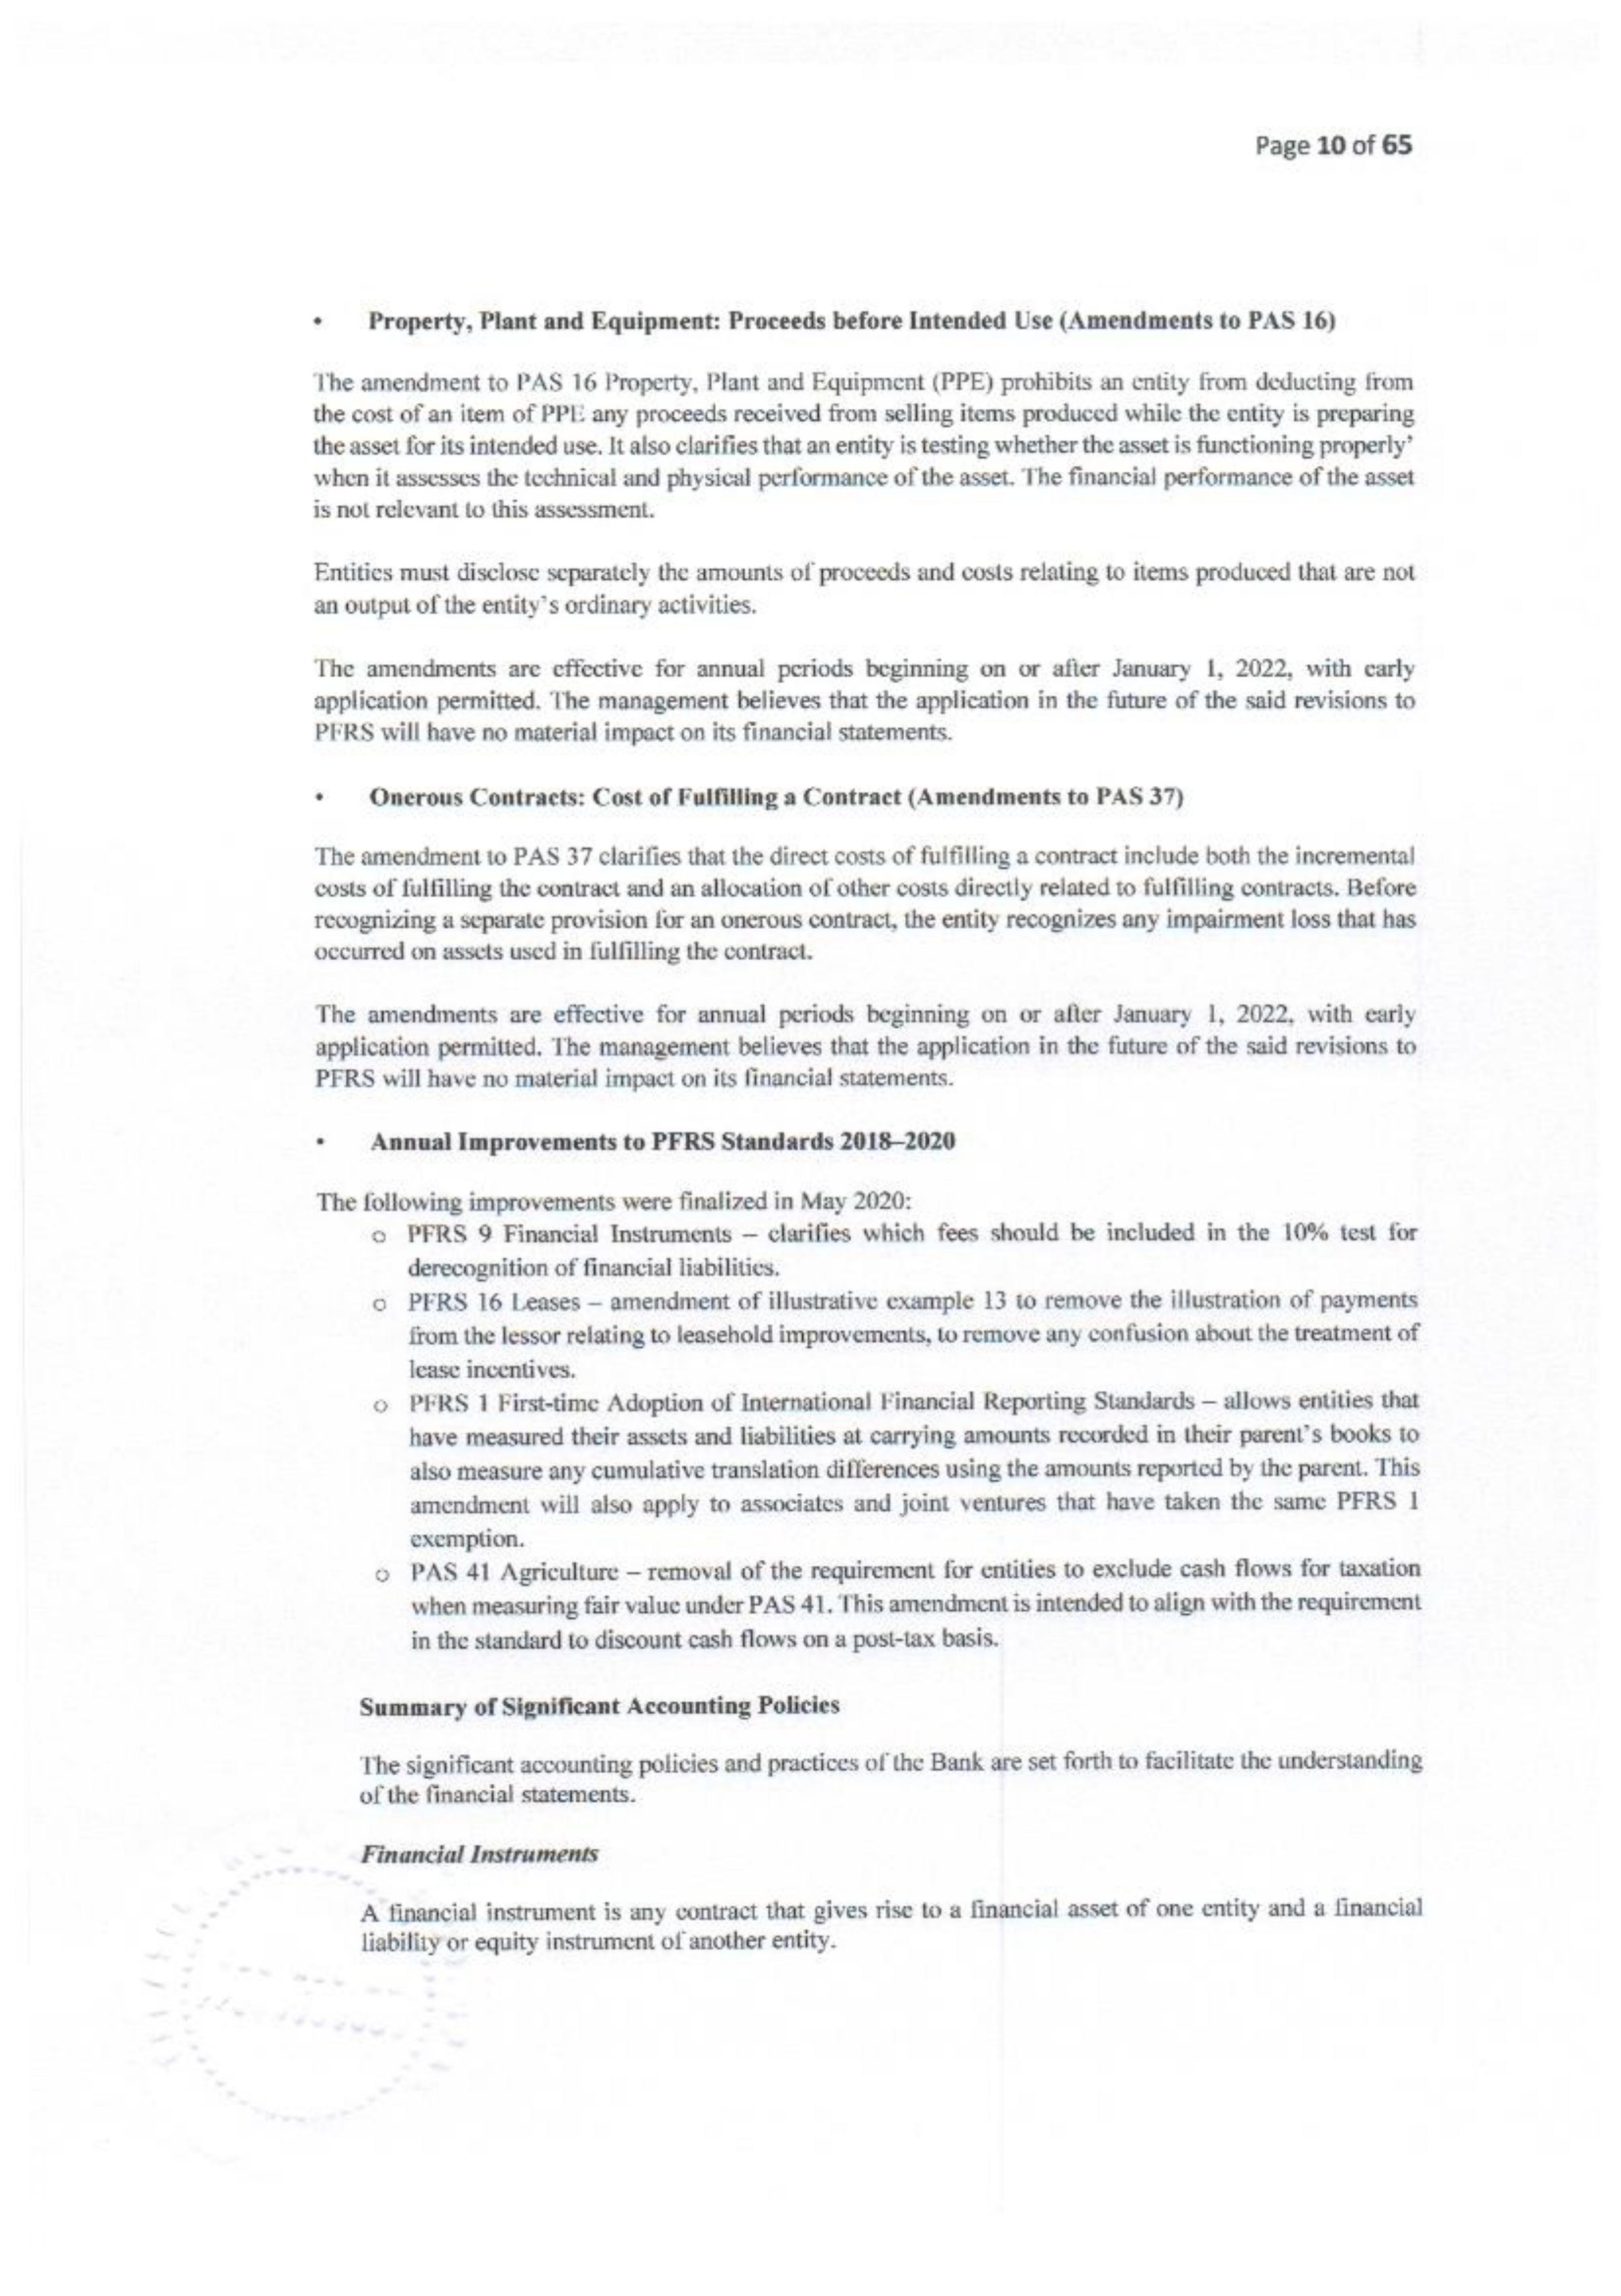 Page 10 of 65
• Property, Plant and Equipment: Proceeds before Intended Use (Amendments to PAS 16)
The amendment to PAS 16 Property, Plant and Equipment (PPE) prohibits an entity from deducting from
the cost of an item of PPE any proceeds received from selling items produced while the entity is preparing
the asset for its intended use. It also clarifies that an entity is testing whether the asset is functioning properly’
when it assesses the technical and physical performance of the asset. The financial performance of the asset
is not relevant to this assessment.
Entities must disclose separately the amounts of proceeds and costs relating to items produced that are not
an output of the entity’s ordinary activities.
The amendments are effective for annual periods beginning on or after January 1, 2022, with early
application permitted. The management believes that the application in the future of the said revisions to
PFRS will have no material impact on its financial statements.
• Onerous Contracts: Cost of Fulfilling a Contract (Amendments to PAS 37)
The amendment to PAS 37 clarifies that the direct costs of fulfilling a contract include both the incremental
costs of fulfilling the contract and an allocation of other costs directly related to fulfilling contracts. Before
recognizing a separate provision for an onerous contract, the entity recognizes any impairment loss that has
occurred on assets used in fulfilling the contract.
The amendments are effective for annual periods beginning on or after January 1, 2022, with early
application permitted. The management believes that the application in the future of the said revisions to
PFRS will have no material impact on its financial statements.
• Annual Improvements to PFRS Standards 2018–2020
The following improvements were finalized in May 2020:
o PFRS 9 Financial Instruments – clarifies which fees should be included in the 10% test for
derecognition of financial liabilities.
o PFRS 16 Leases – amendment of illustrative example 13 to remove the illustration of payments
from the lessor relating to leasehold improvements, to remove any confusion about the treatment of
lease incentives.
o PFRS 1 First-time Adoption of International Financial Reporting Standards – allows entities that
have measured their assets and liabilities at carrying amounts recorded in their parent’s books to
also measure any cumulative translation differences using the amounts reported by the parent. This
amendment will also apply to associates and joint ventures that have taken the same PFRS 1
exemption.
o PAS 41 Agriculture – removal of the requirement for entities to exclude cash flows for taxation
when measuring fair value under PAS 41. This amendment is intended to align with the requirement
in the standard to discount cash flows on a post-tax basis.
Summary of Significant Accounting Policies
The significant accounting policies and practices of the Bank are set forth to facilitate the understanding
of the financial statements.
Financial Instruments
A financial instrument is any contract that gives rise to a financial asset of one entity and a financial
liability or equity instrument of another entity.